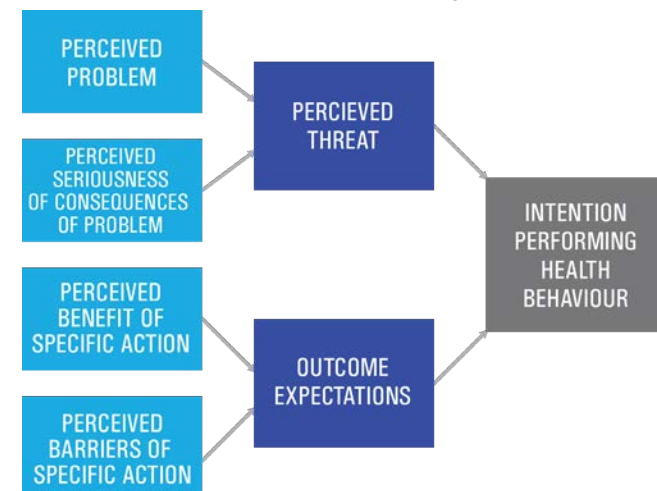 PERCEIVED
PROBLEM
PERCEIVED
SERIOUSNESS
OF CONSEQUENCES
OF PROBLEM
PERCIEVED
THREAT
INTENTION
PERFORMING
HEALTH
BEHAVIOUR
PERCEIVED
BENEFIT OF
SPECIFIC ACTION
OUTCOME
EXPECTATIONS
PERCEIVED
BARRIERS OF
SPECIFIC ACTION